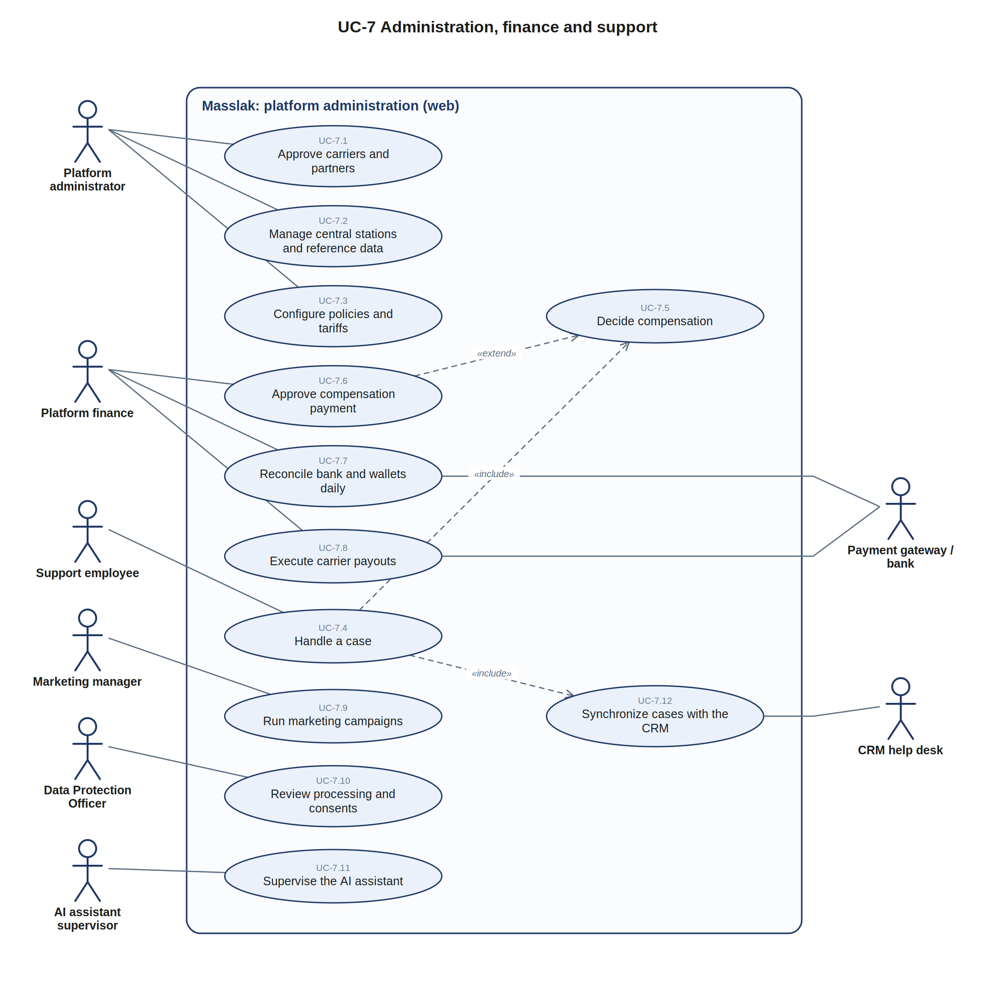 UC-7 Administration, finance and support
Masslak: platform administration (web)
Platform
administrator
UC-7.1
Approve carriers and
partners
UC-7.2
Manage central stations
and reference data
UC-7.3
Configure policies and
tariffs
UC-7.5
Decide compensation
«extend»
Platform finance
UC-7.6
Approve compensation
payment
UC-7.7
Reconcile bank and wallets
daily
«include»
Support employee
UC-7.8
Execute carrier payouts
Payment gateway /
bank
UC-7.4
Handle a case
«include»
Marketing manager
UC-7.9
Run marketing campaigns
UC-7.12
Synchronize cases with the
CRM
CRM help desk
Data Protection
Officer
UC-7.10
Review processing and
consents
UC-7.11
Supervise the AI assistant
AI assistant
supervisor